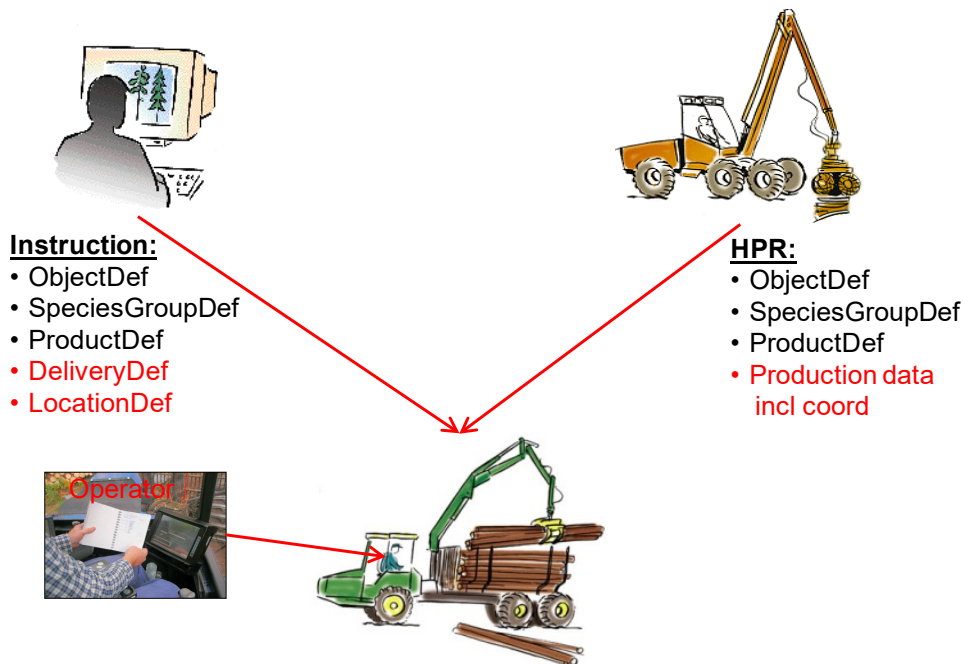 Instruction:
• ObjectDef
• SpeciesGroupDef
• ProductDef
• DeliveryDef
• LocationDef
HPR:
• ObjectDef
• SpeciesGroupDef
• ProductDef
• Production data
incl coord
Operator